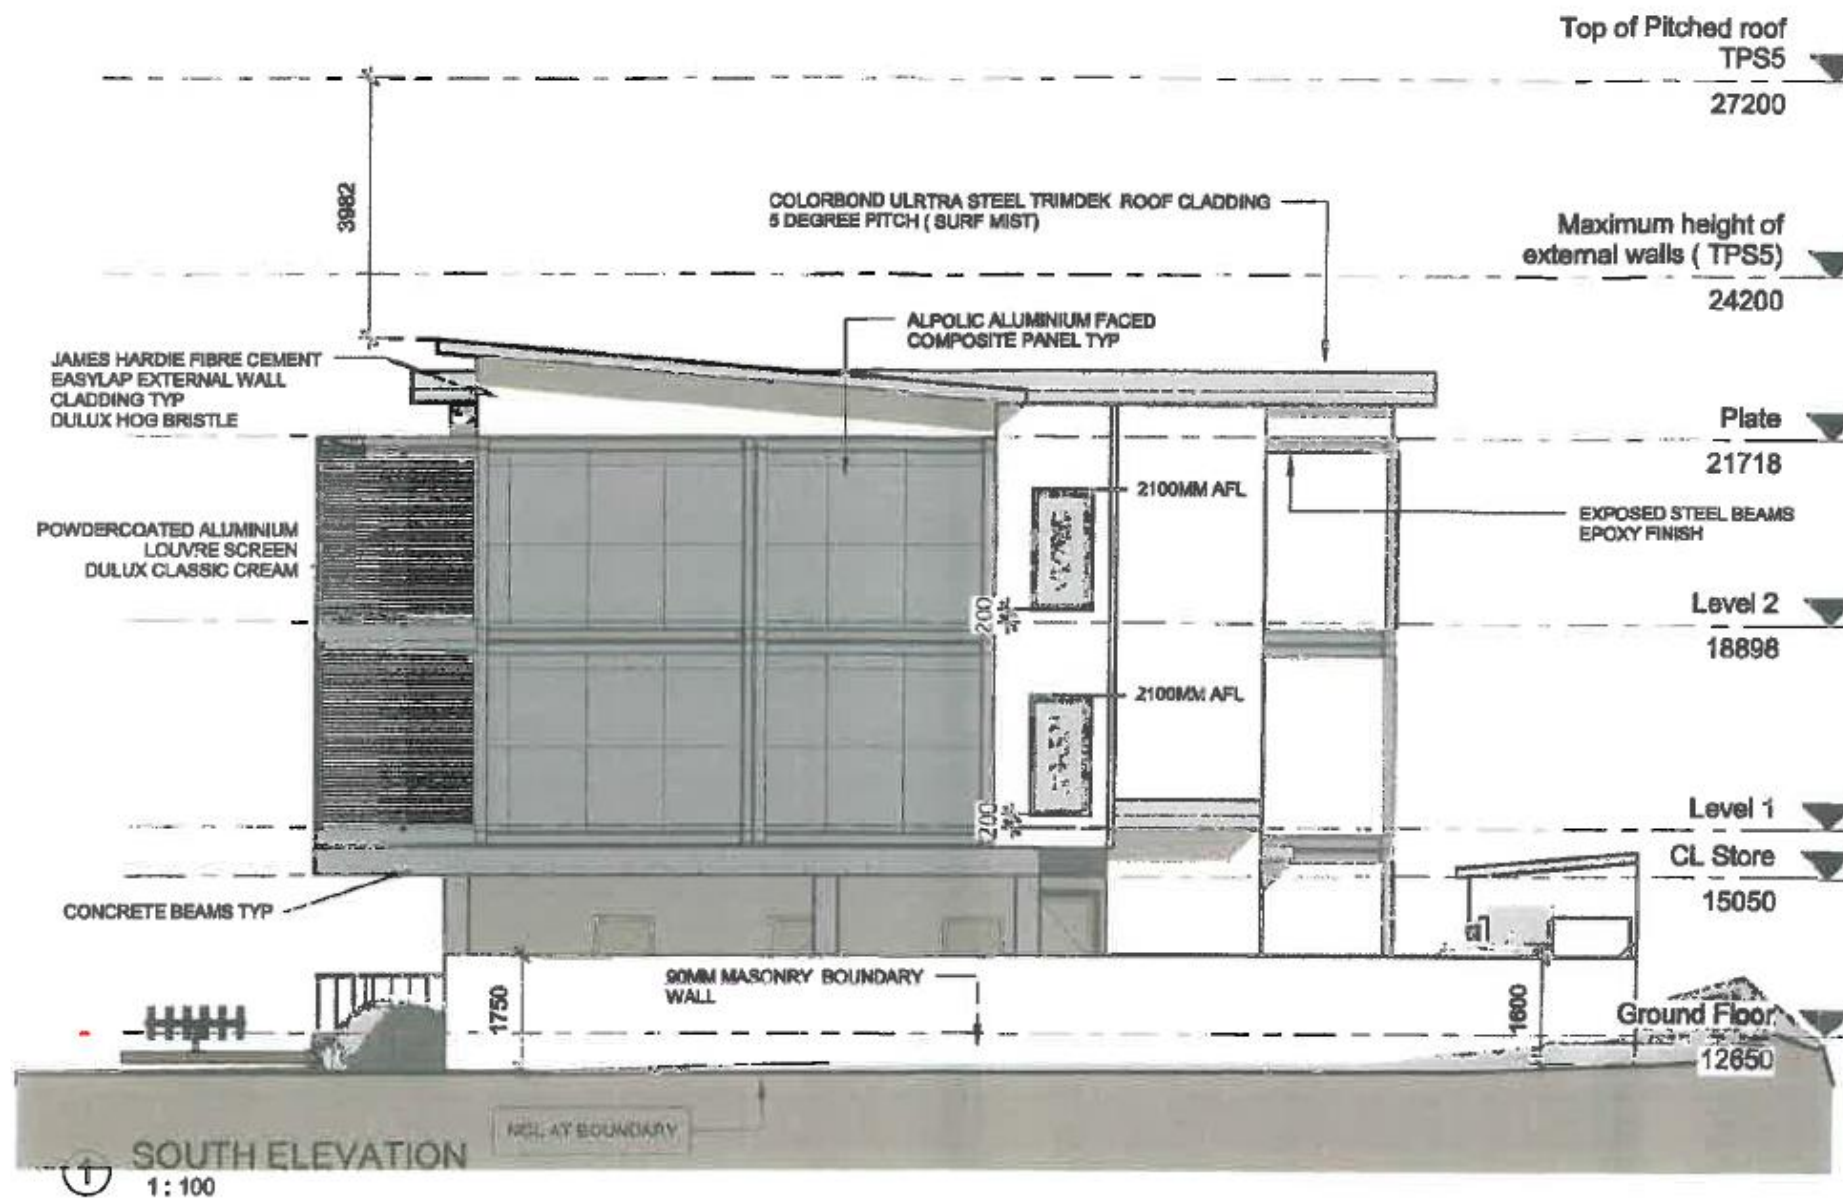 Top of Pitched roof
TPS5
27200
3982
COLORBOND ULRTRA STEEL TRIMDEK ROOF CLADDING
5 DEGREE PITCH ( SURF MIST)
Maximum height of
external walls ( TPS5)
24200
ALPOLIC ALUMINIUM FACED
COMPOSITE PANEL TYP
JAMES HARDIE FIBRE CEMENT
EASYLAP EXTERNAL WALL
CLADDING TYP
DULUX HOG BRISTLE
Plate
21718
2100MM AFL
EXPOSED STEEL BEAMS
EPOXY FINISH
POWDERCOATED ALUMINIUM
LOUVRE SCREEN
DULUX CLASSIC CREAM
200
Level 2
18898
2100MM AFL
200
Level 1
CL Store
15050
CONCRETE BEAMS TYP
90MM MASONRY BOUNDARY
WALL
1750
1800
Ground Floor
12650
NGL AT BOUNDARY
1
SOUTH ELEVATION
1 : 100